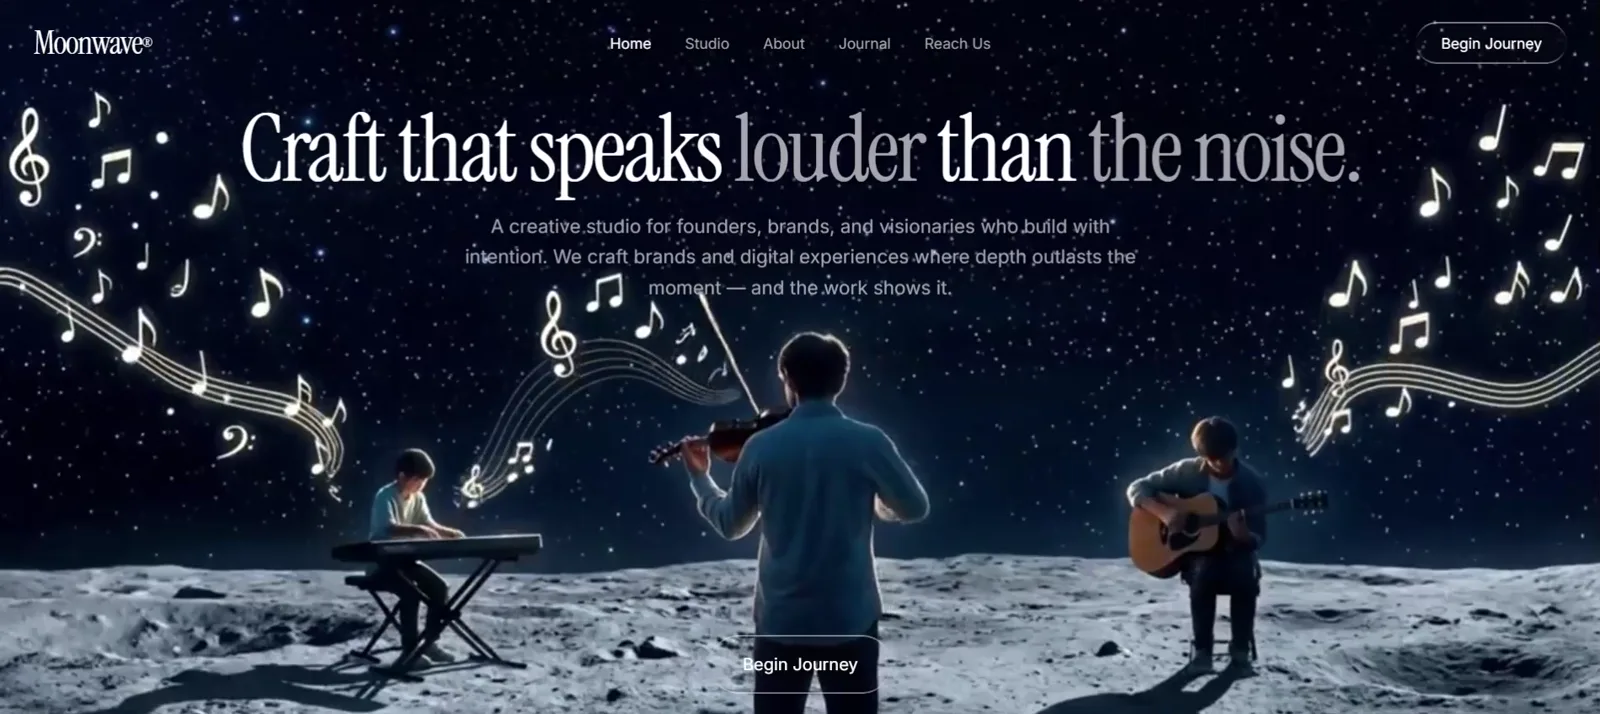 Moonwave®
Home
Studio
About
Journal
Reach Us
Begin Journey
Craft that speaks louder than the noise.
A creative studio for founders, brands, and visionaries who build with
intention. We craft brands and digital experiences where depth outlasts the
moment — and the work shows it.
Begin Journey